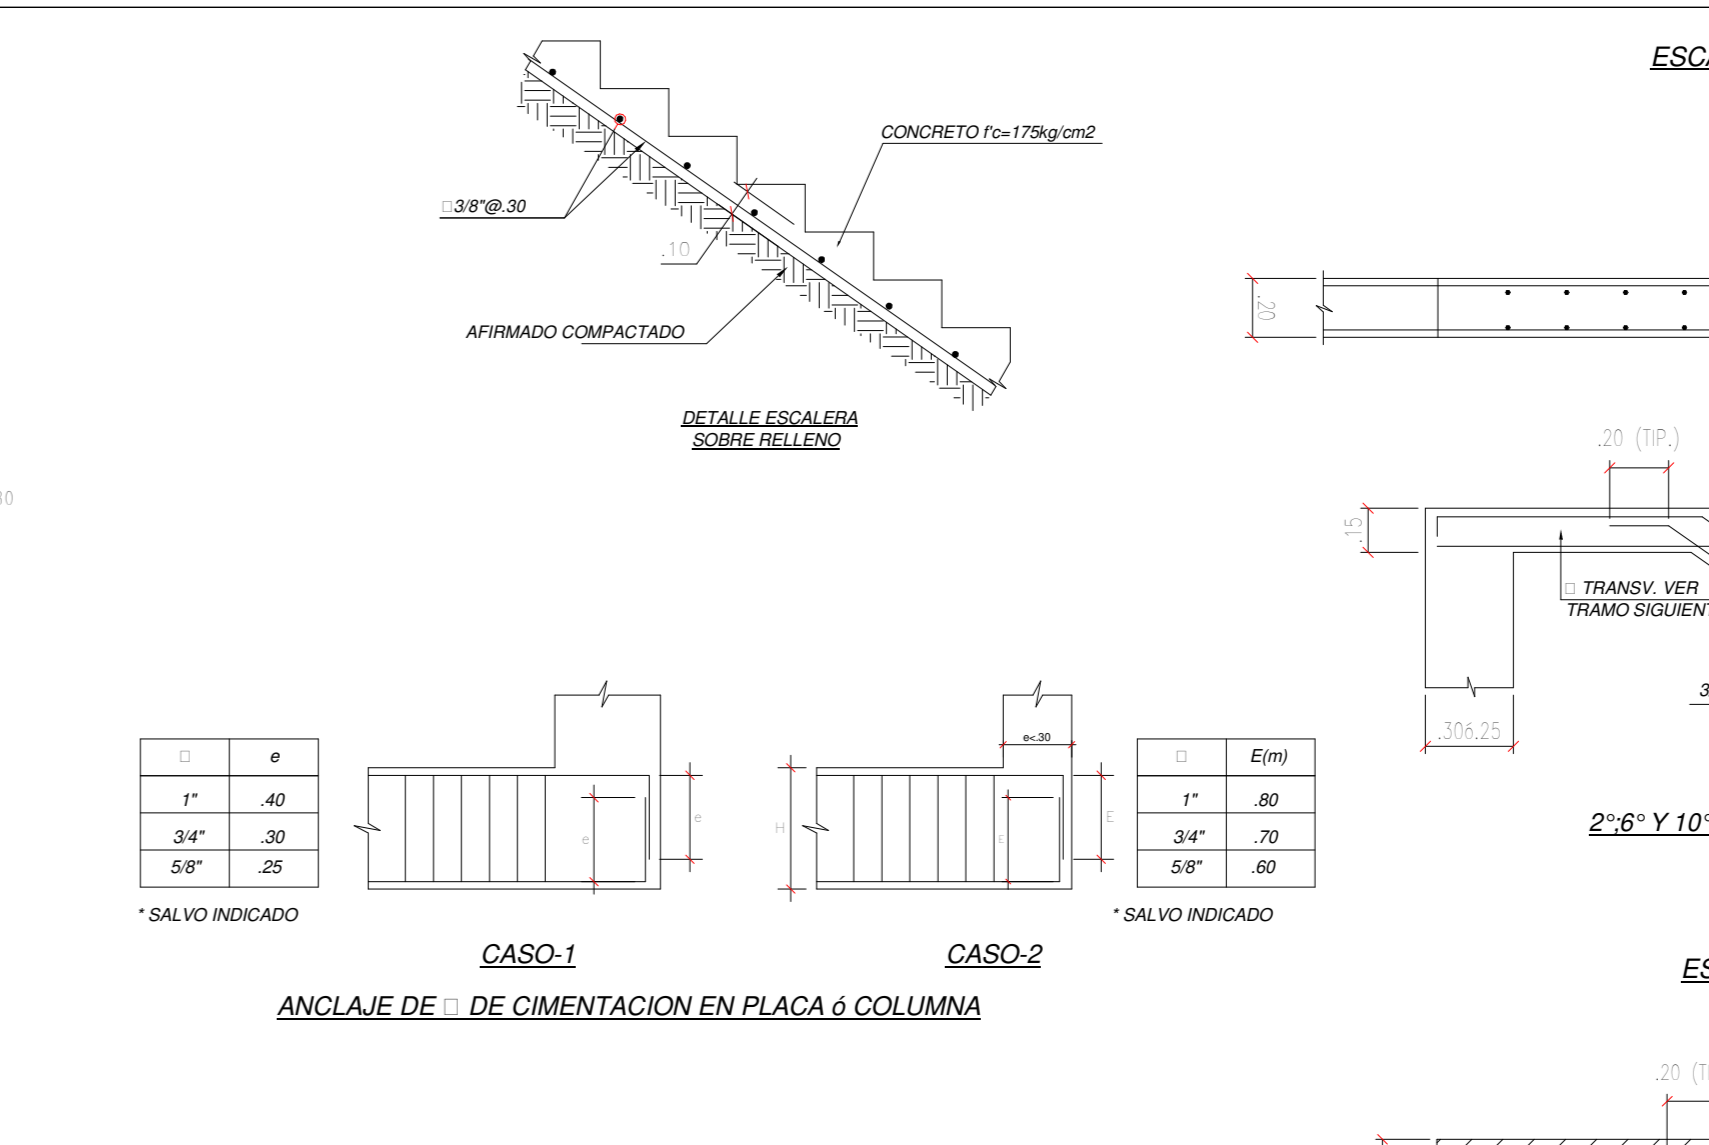 ESCA
CONCRETO f'c=175kg/cm2
□3/8"@.30
.10
AFIRMADO COMPACTADO
DETALLE ESCALERA
SOBRE RELLENO
.20
.20 (TIP.)
.15
□ TRANSV. VER
TRAMO SIGUIENT
.306.25
2°;6° Y 10°
30
□ e
1" .40
3/4" .30
5/8" .25
* SALVO INDICADO
e
e
CASO-1
e<.30
H
E
E
□ E(m)
1" .80
3/4" .70
5/8" .60
* SALVO INDICADO
CASO-2
ANCLAJE DE □ DE CIMENTACION EN PLACA ó COLUMNA
ES
.20 (TI